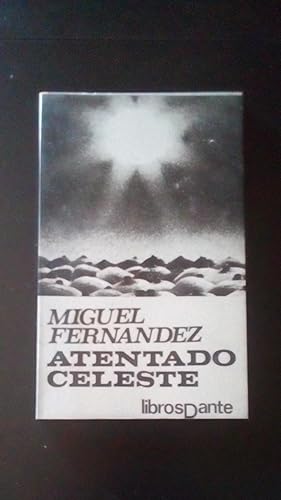 MIGUEL
FERNANDEZ
ATENTADO
CELESTE
librosDante